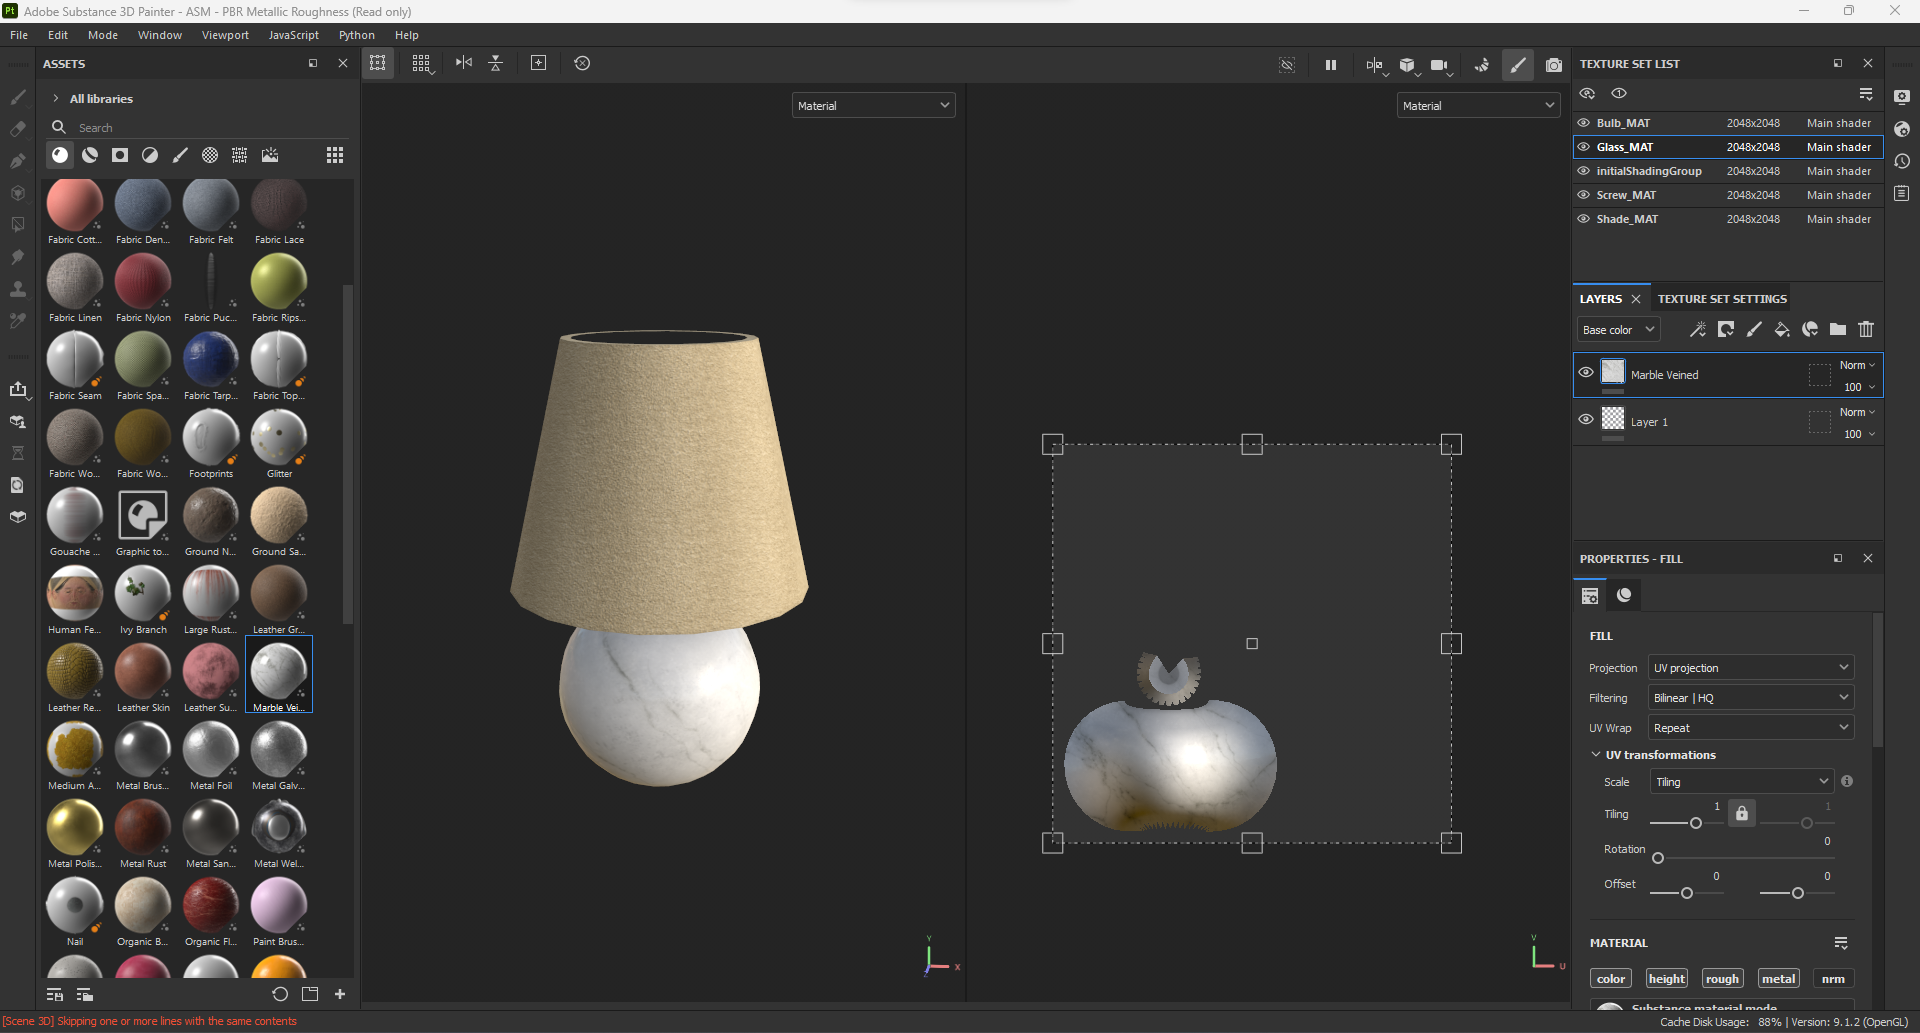 Pt Adobe Substance 3D Painter - ASM - PBR Metallic Roughness (Read only)
File Edit Mode Window Viewport JavaScript Python Help
ASSETS
All libraries
Search
Fabric Cott... Fabric Den... Fabric Felt Fabric Lace
Fabric Linen Fabric Nylon Fabric Puc... Fabric Rips...
Fabric Seam Fabric Spa... Fabric Tarp... Fabric Top...
Fabric Wo... Fabric Wo... Footprints Glitter
Gouache ... Graphic to... Ground N... Ground Sa...
Human Fe... Ivy Branch Large Rust... Leather Gr...
Leather Re... Leather Skin Leather Su... Marble Vei...
Medium A... Metal Brus... Metal Foil Metal Galv...
Metal Polis... Metal Rust Metal San... Metal Wel...
Nail Organic B... Organic Fl... Paint Brus...
Material
Y
Z X
Material
V
U
TEXTURE SET LIST
Bulb_MAT 2048x2048 Main shader
Glass_MAT 2048x2048 Main shader
initialShadingGroup 2048x2048 Main shader
Screw_MAT 2048x2048 Main shader
Shade_MAT 2048x2048 Main shader
LAYERS TEXTURE SET SETTINGS
Base color
Marble Veined Norm
100
Layer 1 Norm
100
PROPERTIES - FILL
FILL
Projection UV projection
Filtering Bilinear | HQ
UV Wrap Repeat
UV transformations
Scale Tiling
Tiling 1 1
Rotation 0
Offset 0 0
MATERIAL
color height rough metal nrm
Substance material mode
[Scene 3D] Skipping one or more lines with the same contents
Cache Disk Usage: 88% | Version: 9.1.2 (OpenGL)